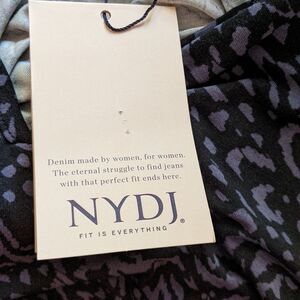 Denim made by women, for women.
The eternal struggle to find jeans
with that perfect fit ends here.
NYDJ®
FIT IS EVERYTHING